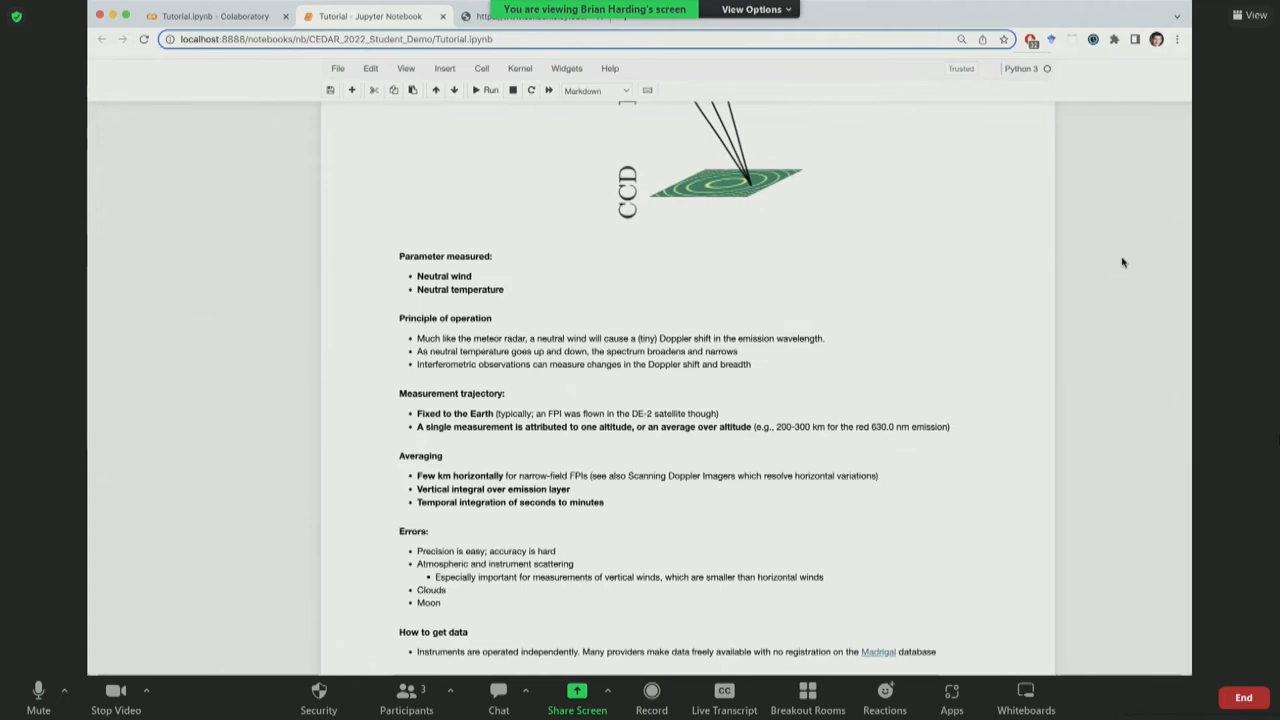 You are viewing Brian Harding's screen
View Options
View
Tutorial.ipynb - Colaboratory
Tutorial - Jupyter Notebook
localhost:8888/notebooks/nb/CEDAR_2022_Student_Demo/Tutorial.ipynb
File Edit View Insert Cell Kernel Widgets Help
Trusted
Python 3
Run
Markdown
CCD
Parameter measured:
• Neutral wind
• Neutral temperature
Principle of operation
• Much like the meteor radar, a neutral wind will cause a (tiny) Doppler shift in the emission wavelength.
• As neutral temperature goes up and down, the spectrum broadens and narrows
• Interferometric observations can measure changes in the Doppler shift and breadth
Measurement trajectory:
• Fixed to the Earth (typically; an FPI was flown in the DE-2 satellite though)
• A single measurement is attributed to one altitude, or an average over altitude (e.g., 200-300 km for the red 630.0 nm emission)
Averaging
• Few km horizontally for narrow-field FPIs (see also Scanning Doppler Imagers which resolve horizontal variations)
• Vertical integral over emission layer
• Temporal integration of seconds to minutes
Errors:
• Precision is easy; accuracy is hard
• Atmospheric and instrument scattering
▪ Especially important for measurements of vertical winds, which are smaller than horizontal winds
• Clouds
• Moon
How to get data
• Instruments are operated independently. Many providers make data freely available with no registration on the Madrigal database
Mute
Stop Video
Security
Participants
3
Chat
Share Screen
Record
CC
Live Transcript
Breakout Rooms
Reactions
Apps
Whiteboards
End